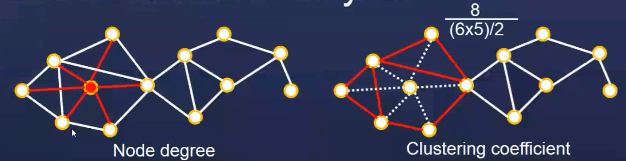 8
(6x5)/2
Node degree
Clustering coefficient